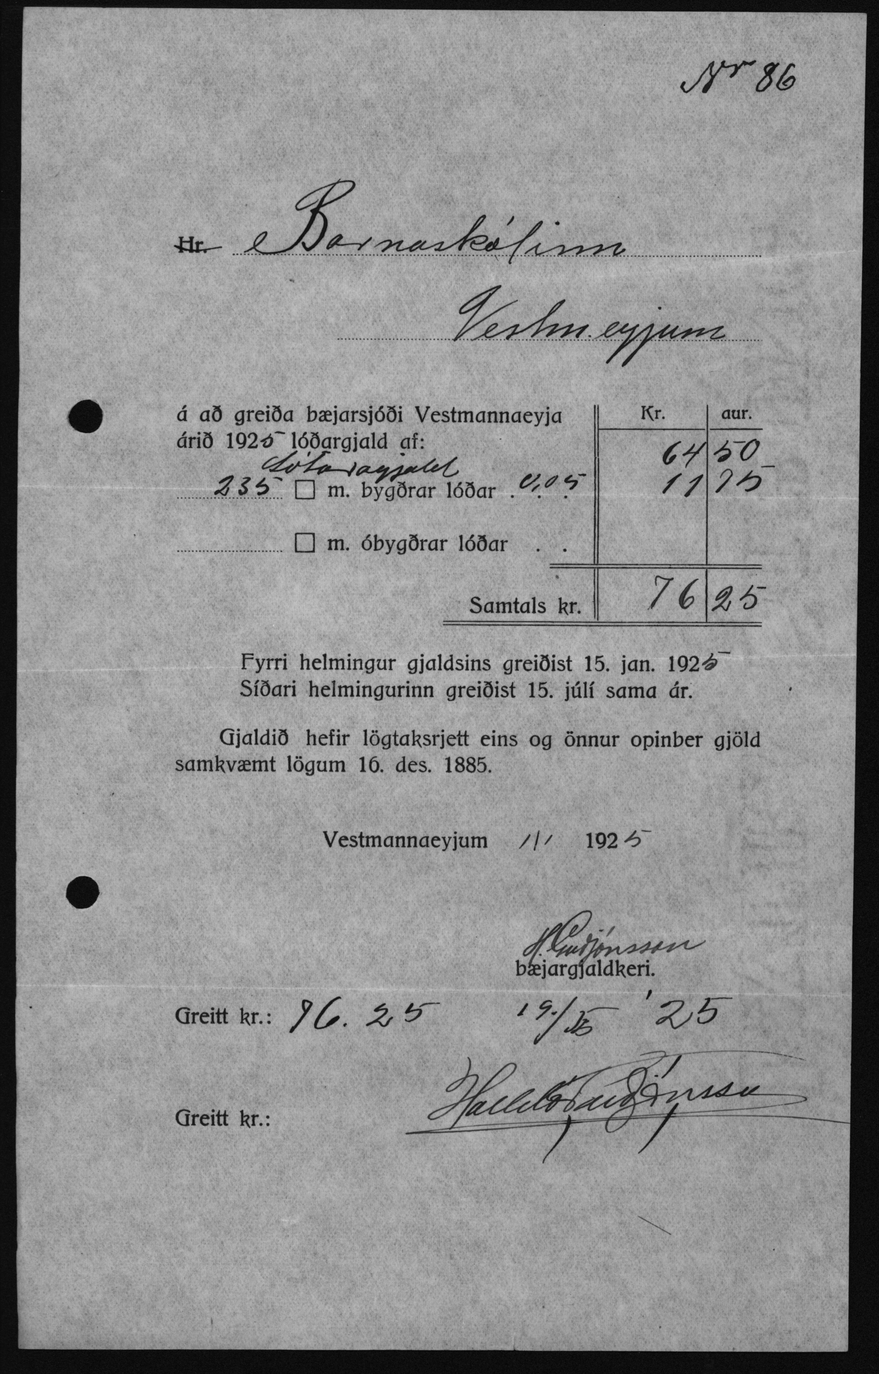 Nr 86
Hr. Barnaskólinn
Vestm.eyjum
á að greiða bæjarsjóði Vestmannaeyja Kr. aur.
árið 1925 lóðargjald af:
64 50
235 □ m. bygðrar lóðar . 0,05 . 11 75
□ m. óbygðrar lóðar . .
Samtals kr. 76 25
Fyrri helmingur gjaldsins greiðist 15. jan. 1925
Síðari helmingurinn greiðist 15. júlí sama ár.
Gjaldið hefir lögtaksrjett eins og önnur opinber gjöld
samkvæmt lögum 16. des. 1885.
Vestmannaeyjum 1/1 1925
H. Guðjónsson
bæjargjaldkeri.
Greitt kr.: 76.25 '25
Halldór Guðjónsson
Greitt kr.: